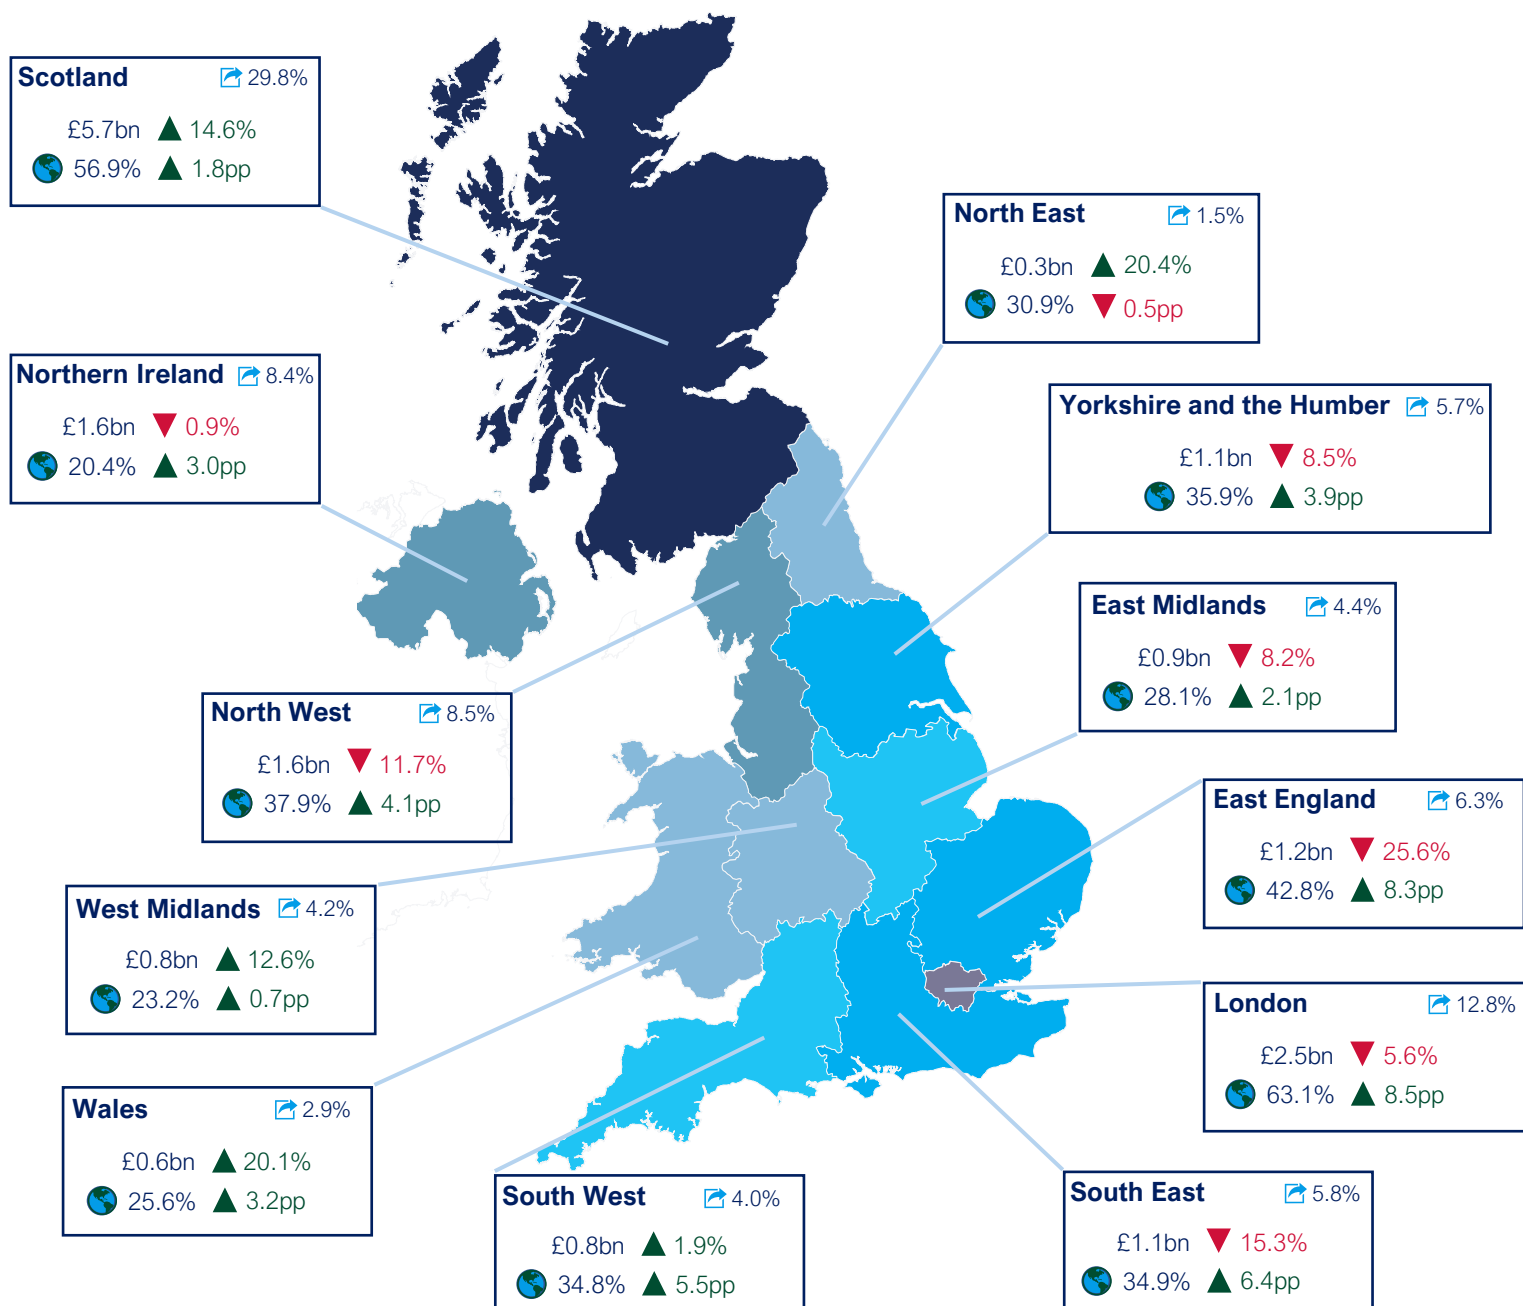 Scotland 29.8%
£5.7bn 14.6%
56.9% 1.8pp
North East 1.5%
£0.3bn 20.4%
30.9% 0.5pp
Northern Ireland 8.4%
£1.6bn 0.9%
20.4% 3.0pp
Yorkshire and the Humber 5.7%
£1.1bn 8.5%
35.9% 3.9pp
East Midlands 4.4%
£0.9bn 8.2%
28.1% 2.1pp
North West 8.5%
£1.6bn 11.7%
37.9% 4.1pp
East England 6.3%
£1.2bn 25.6%
42.8% 8.3pp
West Midlands 4.2%
£0.8bn 12.6%
23.2% 0.7pp
London 12.8%
£2.5bn 5.6%
63.1% 8.5pp
Wales 2.9%
£0.6bn 20.1%
25.6% 3.2pp
South West 4.0%
£0.8bn 1.9%
34.8% 5.5pp
South East 5.8%
£1.1bn 15.3%
34.9% 6.4pp